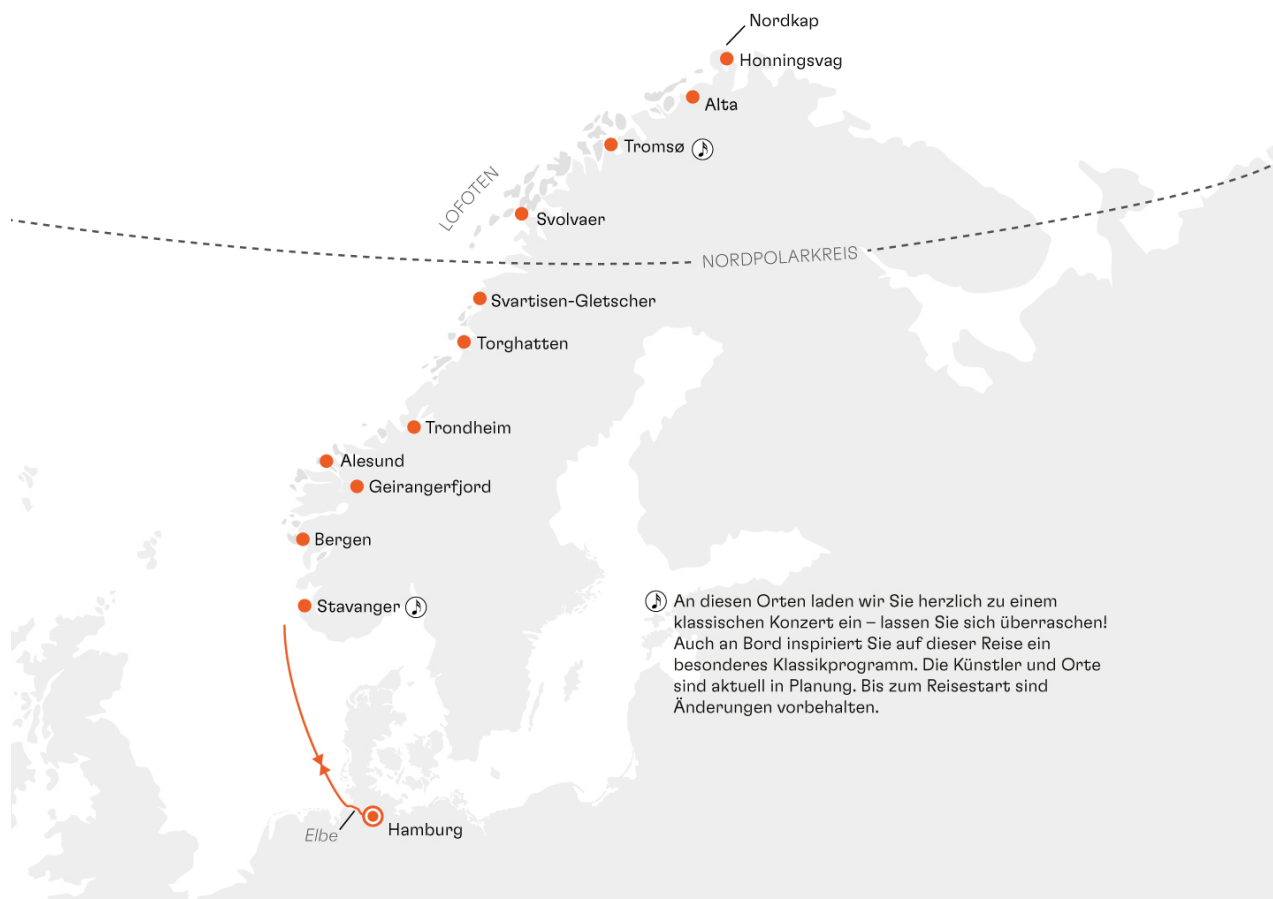 Nordkap
Honningsvag
Alta
Tromsø
LOFOTEN
Svolvaer
NORDPOLARKREIS
Svartisen-Gletscher
Torghatten
Trondheim
Alesund
Geirangerfjord
Bergen
Stavanger
An diesen Orten laden wir Sie herzlich zu einem
klassischen Konzert ein – lassen Sie sich überraschen!
Auch an Bord inspiriert Sie auf dieser Reise ein
besonderes Klassikprogramm. Die Künstler und Orte
sind aktuell in Planung. Bis zum Reisestart sind
Änderungen vorbehalten.
Elbe
Hamburg